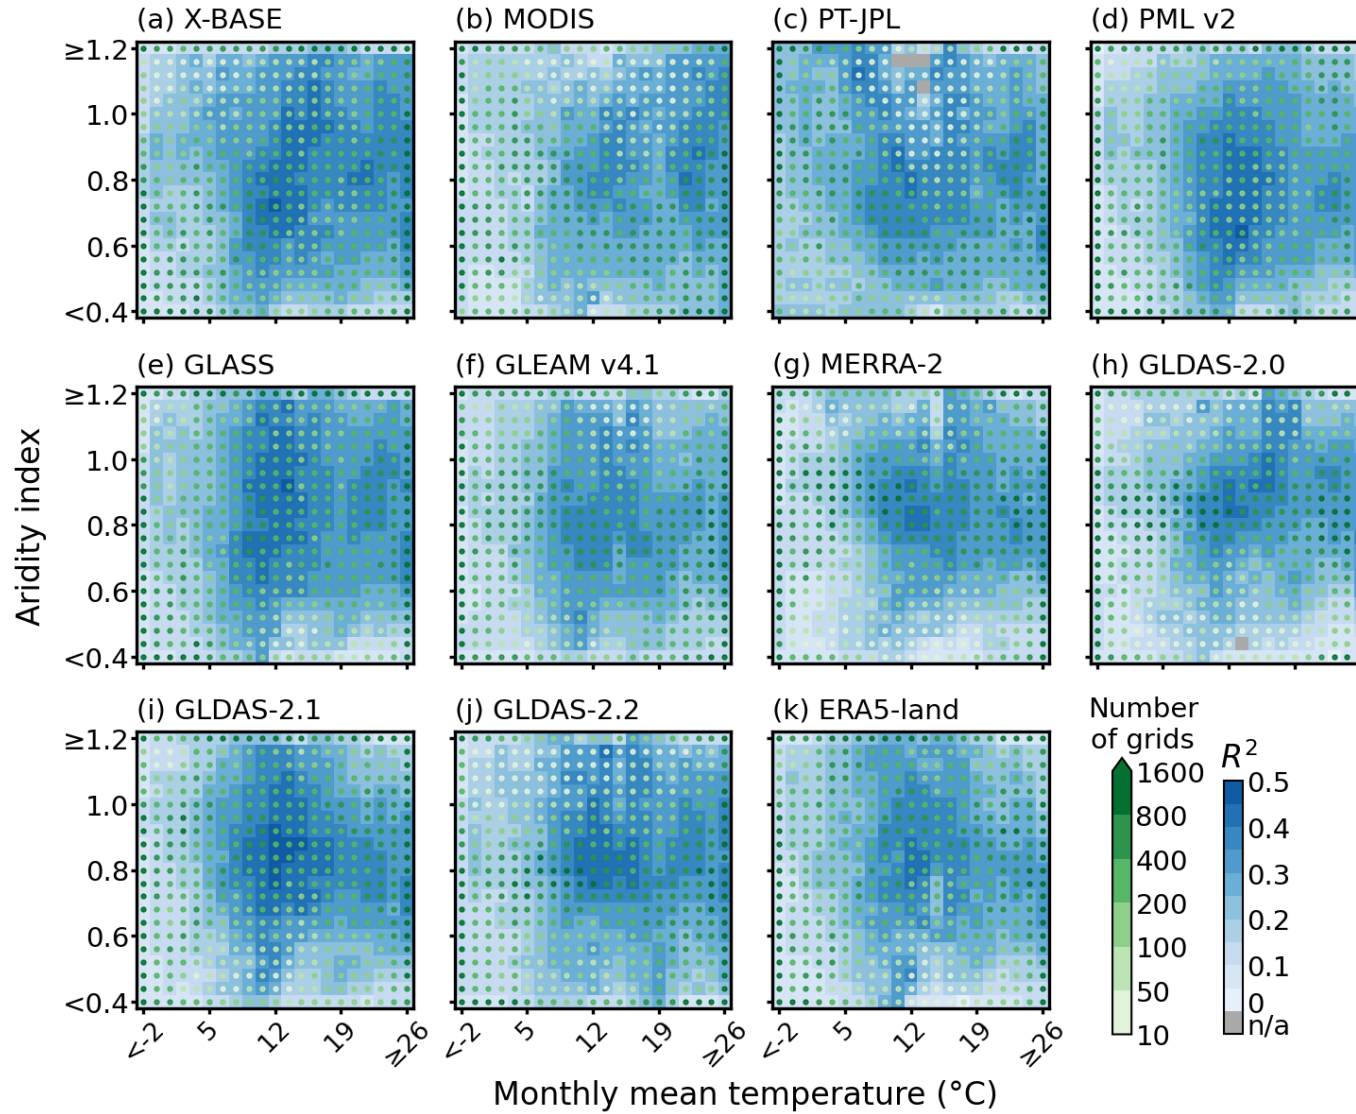 (a) X-BASE
(b) MODIS
(c) PT-JPL
(d) PML v2
≥1.2
1.0
0.8
0.6
<0.4
(e) GLASS
(f) GLEAM v4.1
(g) MERRA-2
(h) GLDAS-2.0
≥1.2
1.0
0.8
0.6
<0.4
Aridity index
(i) GLDAS-2.1
(j) GLDAS-2.2
(k) ERA5-land
≥1.2
1.0
0.8
0.6
<0.4
<-2
5
12
19
≥26
<-2
5
12
19
≥26
<-2
5
12
19
≥26
Monthly mean temperature (°C)
Number
of grids
1600
800
400
200
100
50
10
R²
0.5
0.4
0.3
0.2
0.1
0
n/a